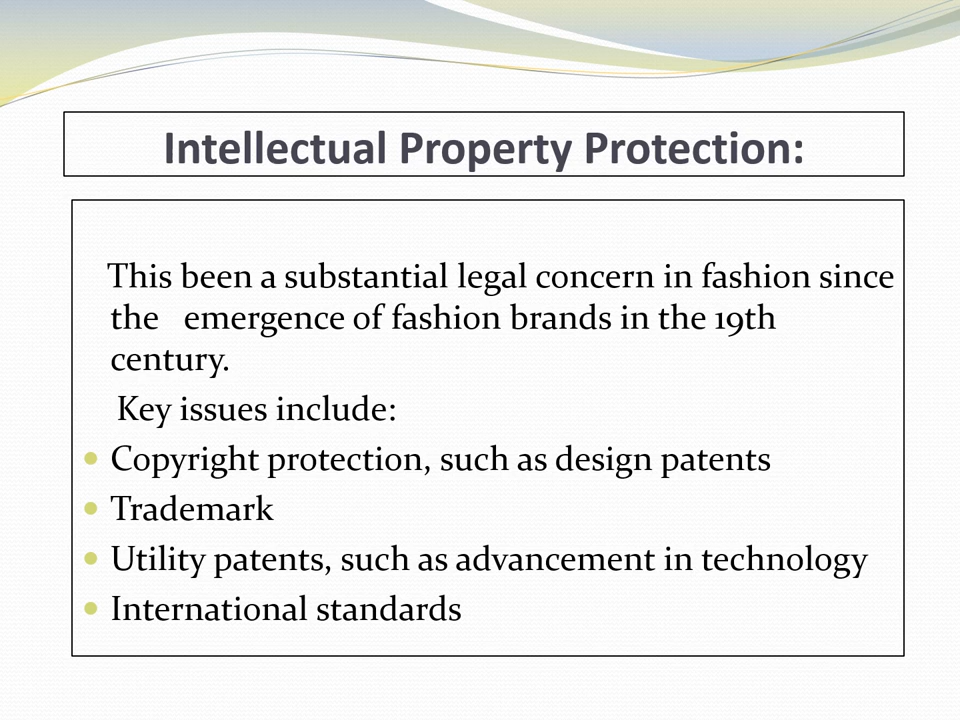 Intellectual Property Protection:
This been a substantial legal concern in fashion since
the emergence of fashion brands in the 19th
century.
Key issues include:
• Copyright protection, such as design patents
• Trademark
• Utility patents, such as advancement in technology
• International standards